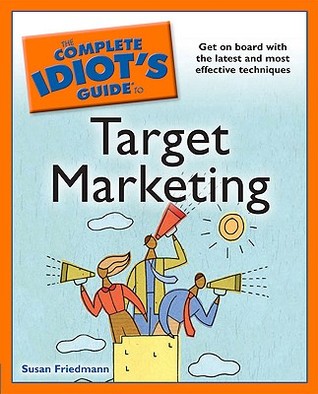 THE
COMPLETE
IDIOT'S
GUIDE® to
Get on board with
the latest and most
effective techniques
Target
Marketing
Susan Friedmann